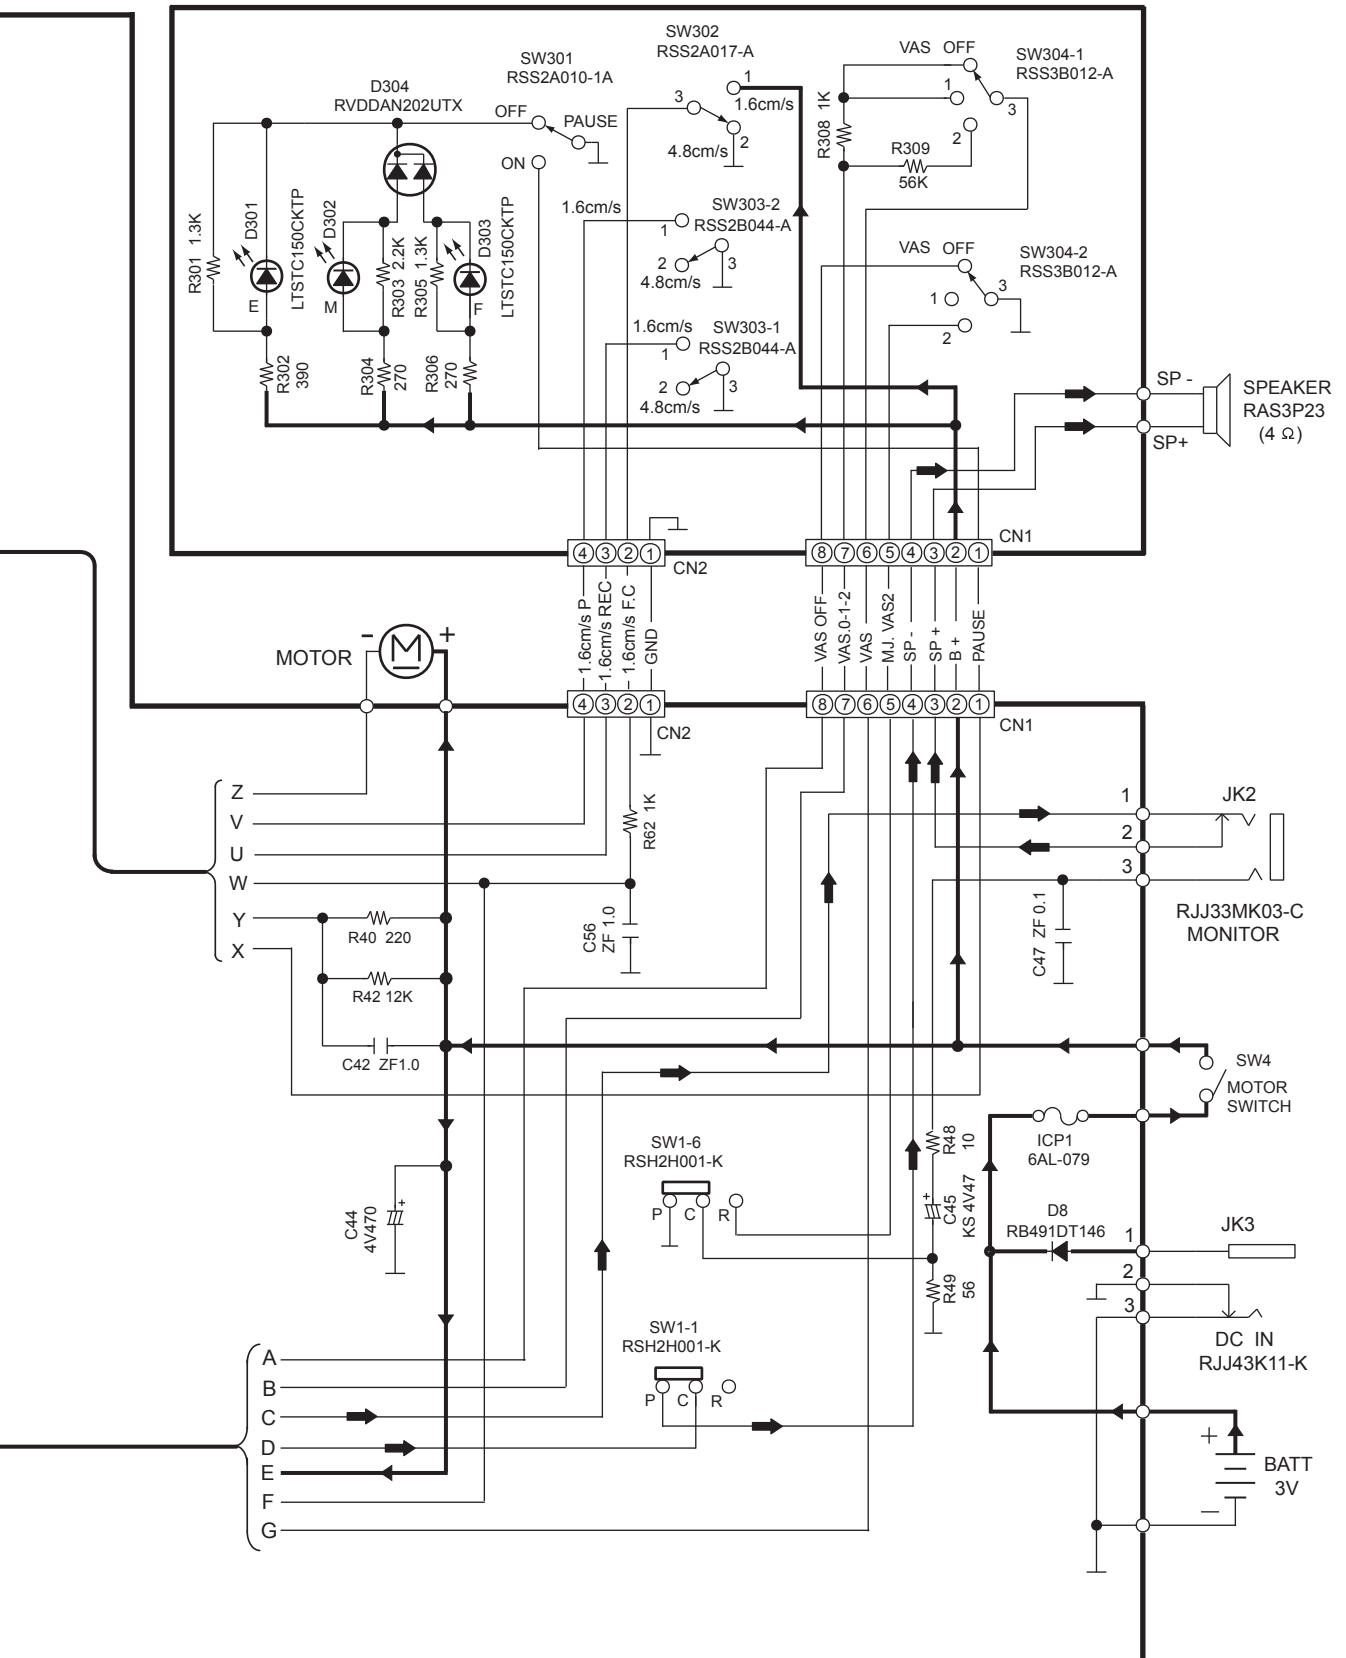 SW302
RSS2A017-A
SW301
RSS2A010-1A
D304
RVDDAN202UTX
OFF
PAUSE
ON
3
1
1.6cm/s
2
4.8cm/s
VAS OFF
SW304-1
RSS3B012-A
1
3
2
R308 1K
R309
56K
R301 1.3K
D301
LTSTC150CKTP
E
D302
M
R303 2.2K
R305 1.3K
D303
LTSTC150CKTP
F
R302
390
R304
270
R306
270
1.6cm/s
1
SW303-2
RSS2B044-A
2
3
4.8cm/s
1.6cm/s
1
SW303-1
RSS2B044-A
2
3
4.8cm/s
VAS OFF
SW304-2
RSS3B012-A
1
3
2
SP -
SP+
SPEAKER
RAS3P23
(4 Ω)
4 3 2 1
CN2
8 7 6 5 4 3 2 1
CN1
1.6cm/s P
1.6cm/s REC
1.6cm/s F.C
GND
VAS OFF
VAS.0-1-2
VAS
MJ. VAS2
SP -
SP +
B +
PAUSE
MOTOR
- M +
4 3 2 1
CN2
8 7 6 5 4 3 2 1
CN1
Z
V
U
W
Y
X
R62 1K
C56
ZF 1.0
R40 220
R42 12K
C42 ZF1.0
1
2
3
JK2
RJJ33MK03-C
MONITOR
C47 ZF 0.1
SW4
MOTOR
SWITCH
ICP1
6AL-079
SW1-6
RSH2H001-K
P C R
R48
10
C45
KS 4V47
+
R49
56
C44
4V470
+
D8
RB491DT146
1
2
3
JK3
DC IN
RJJ43K11-K
SW1-1
RSH2H001-K
P C R
A
B
C
D
E
F
G
+
−
BATT
3V